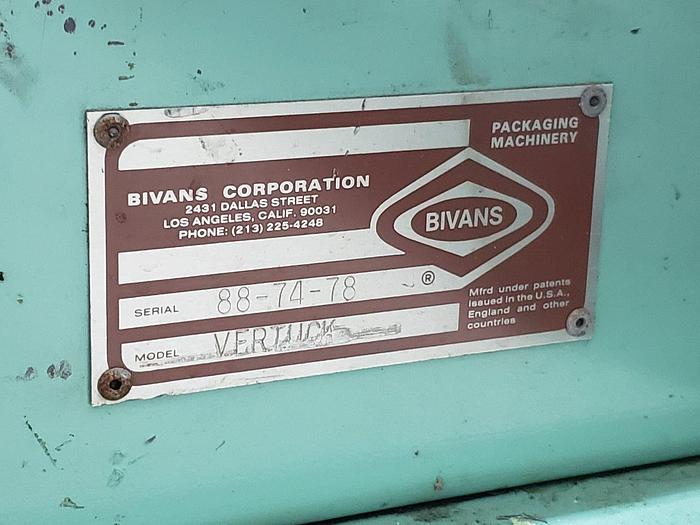 PACKAGING
MACHINERY
BIVANS CORPORATION
2431 DALLAS STREET
LOS ANGELES, CALIF. 90031
PHONE: (213) 225-4248
BIVANS
®
SERIAL 88-74-78
MODEL VERTUCK
Mfrd under patents
issued in the U.S.A.,
England and other
countries